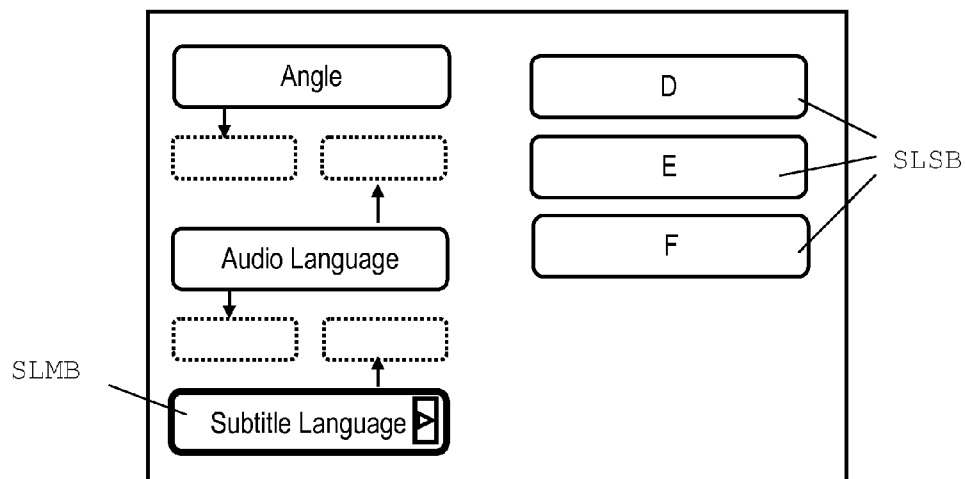 Angle
D
E
SLSB
F
Audio Language
SLMB
Subtitle Language